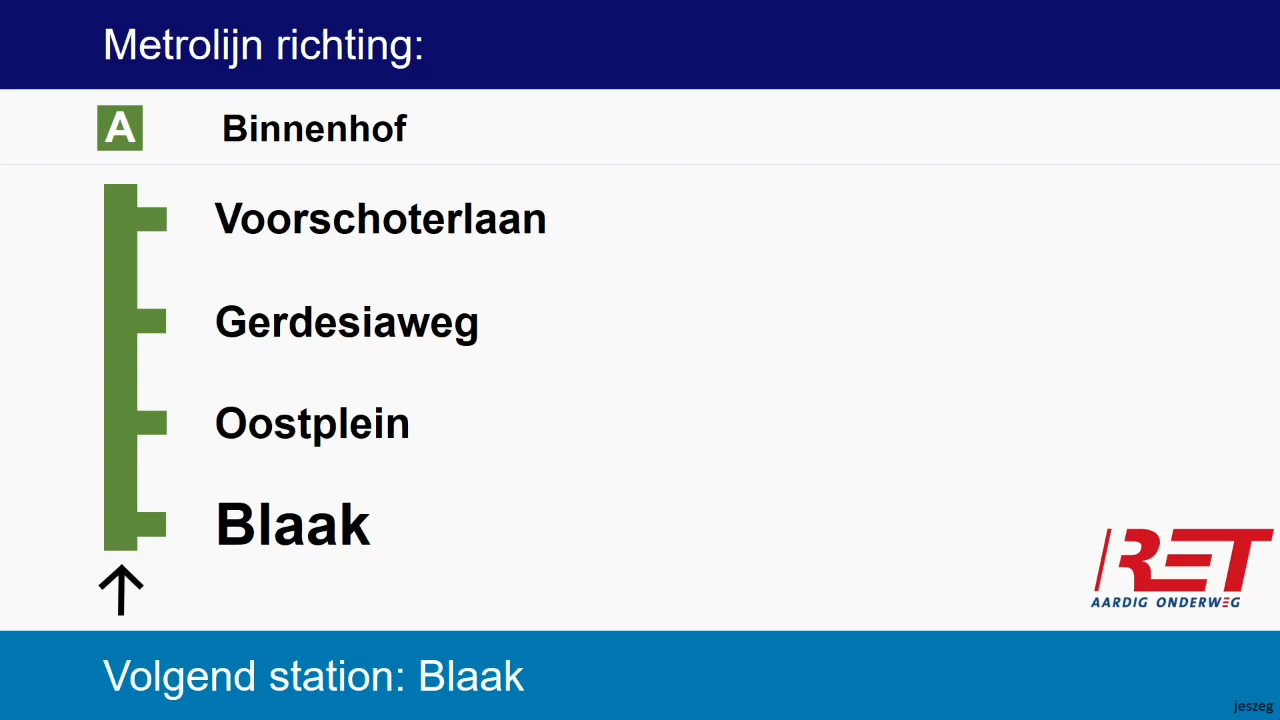 Metrolijn richting:
A Binnenhof
Voorschoterlaan
Gerdesiaweg
Oostplein
Blaak
RET
AARDIG ONDERWEG
Volgend station: Blaak
jeszeg